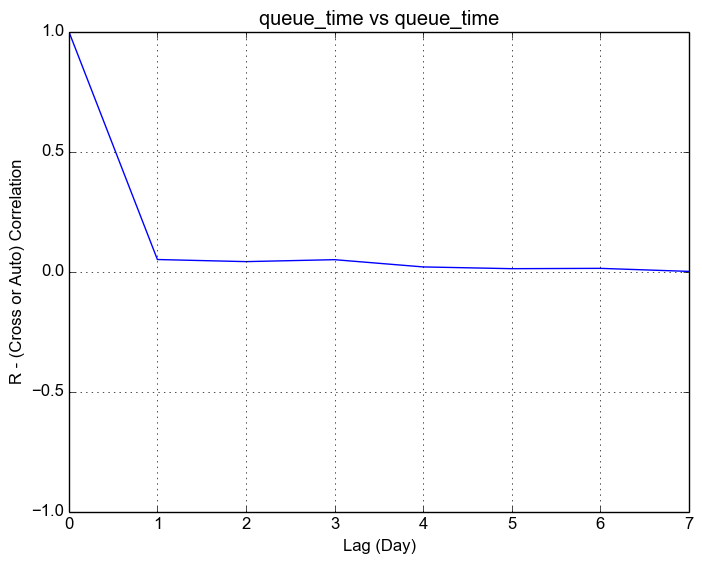 queue_time vs queue_time
1.0
0.5
0.0
−0.5
−1.0
R - (Cross or Auto) Correlation
0 1 2 3 4 5 6 7
Lag (Day)